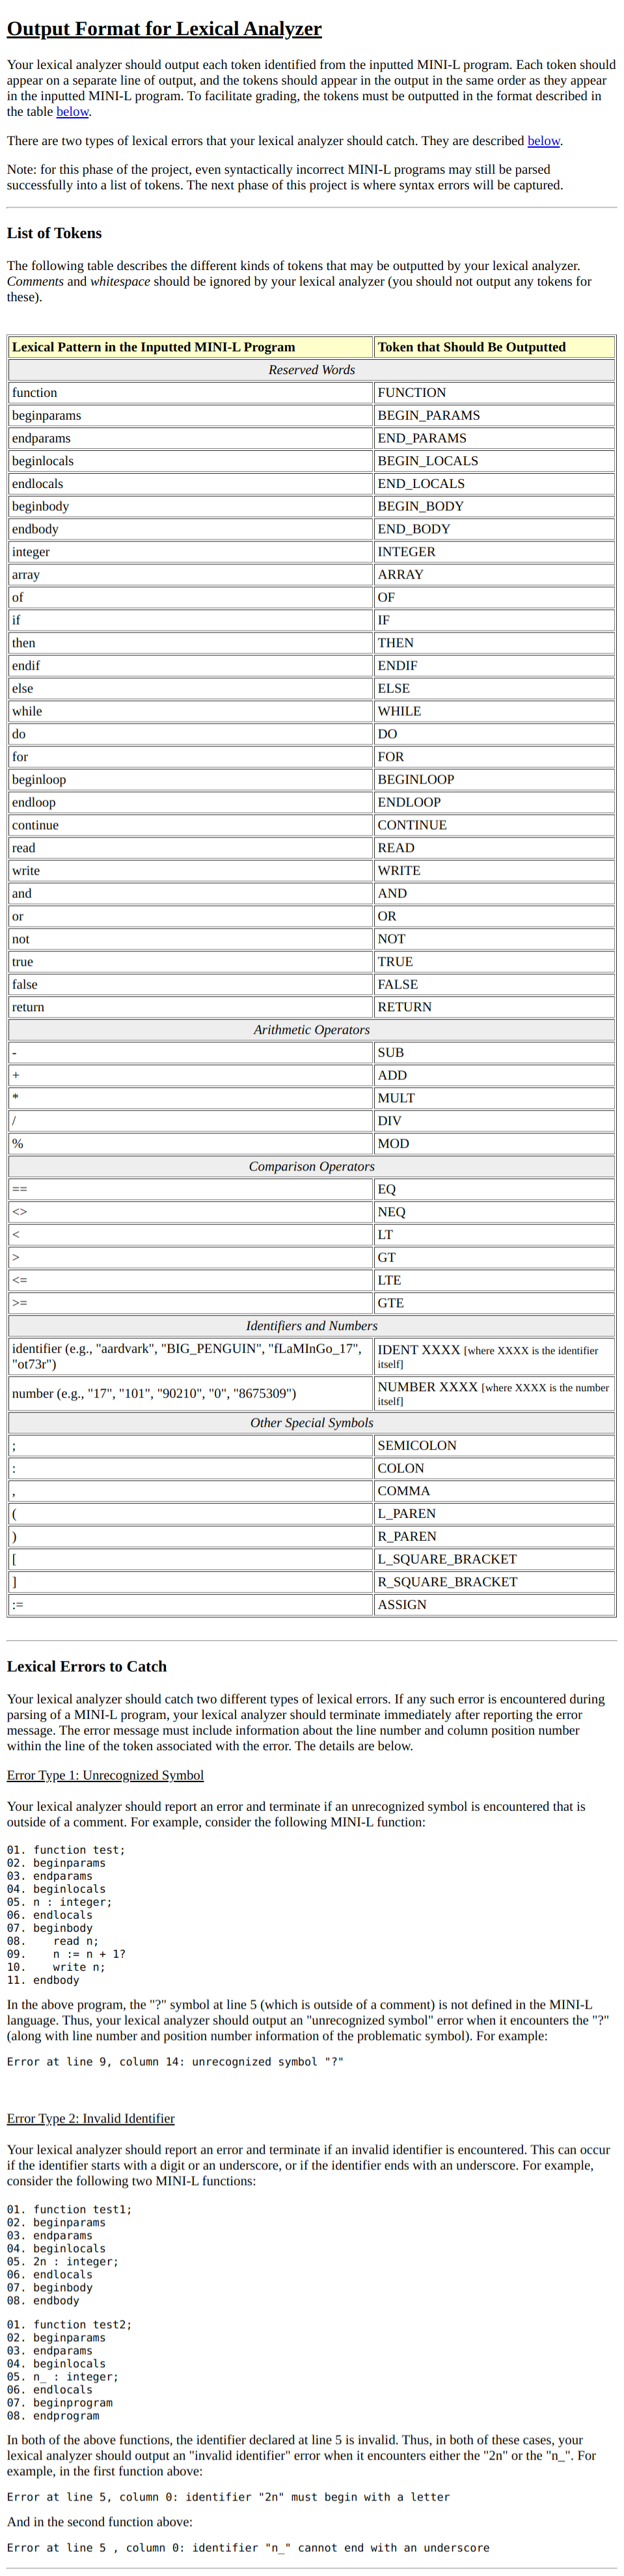 Output Format for Lexical Analyzer
Your lexical analyzer should output each token identified from the inputted MINI-L program. Each token should
appear on a separate line of output, and the tokens should appear in the output in the same order as they appear
in the inputted MINI-L program. To facilitate grading, the tokens must be outputted in the format described in
the table below.
There are two types of lexical errors that your lexical analyzer should catch. They are described below.
Note: for this phase of the project, even syntactically incorrect MINI-L programs may still be parsed
successfully into a list of tokens. The next phase of this project is where syntax errors will be captured.
List of Tokens
The following table describes the different kinds of tokens that may be outputted by your lexical analyzer.
Comments and whitespace should be ignored by your lexical analyzer (you should not output any tokens for
these).
Lexical Pattern in the Inputted MINI-L Program Token that Should Be Outputted
Reserved Words
function FUNCTION
beginparams BEGIN_PARAMS
endparams END_PARAMS
beginlocals BEGIN_LOCALS
endlocals END_LOCALS
beginbody BEGIN_BODY
endbody END_BODY
integer INTEGER
array ARRAY
of OF
if IF
then THEN
endif ENDIF
else ELSE
while WHILE
do DO
for FOR
beginloop BEGINLOOP
endloop ENDLOOP
continue CONTINUE
read READ
write WRITE
and AND
or OR
not NOT
true TRUE
false FALSE
return RETURN
Arithmetic Operators
- SUB
+ ADD
* MULT
/ DIV
% MOD
Comparison Operators
== EQ
<> NEQ
< LT
> GT
<= LTE
>= GTE
Identifiers and Numbers
identifier (e.g., "aardvark", "BIG_PENGUIN", "fLaMInGo_17", IDENT XXXX [where XXXX is the identifier
"ot73r") itself]
number (e.g., "17", "101", "90210", "0", "8675309") NUMBER XXXX [where XXXX is the number
itself]
Other Special Symbols
; SEMICOLON
: COLON
, COMMA
( L_PAREN
) R_PAREN
[ L_SQUARE_BRACKET
] R_SQUARE_BRACKET
:= ASSIGN
Lexical Errors to Catch
Your lexical analyzer should catch two different types of lexical errors. If any such error is encountered during
parsing of a MINI-L program, your lexical analyzer should terminate immediately after reporting the error
message. The error message must include information about the line number and column position number
within the line of the token associated with the error. The details are below.
Error Type 1: Unrecognized Symbol
Your lexical analyzer should report an error and terminate if an unrecognized symbol is encountered that is
outside of a comment. For example, consider the following MINI-L function:
01. function test;
02. beginparams
03. endparams
04. beginlocals
05. n : integer;
06. endlocals
07. beginbody
08.    read n;
09.    n := n + 1?
10.    write n;
11. endbody
In the above program, the "?" symbol at line 5 (which is outside of a comment) is not defined in the MINI-L
language. Thus, your lexical analyzer should output an "unrecognized symbol" error when it encounters the "?"
(along with line number and position number information of the problematic symbol). For example:
Error at line 9, column 14: unrecognized symbol "?"
Error Type 2: Invalid Identifier
Your lexical analyzer should report an error and terminate if an invalid identifier is encountered. This can occur
if the identifier starts with a digit or an underscore, or if the identifier ends with an underscore. For example,
consider the following two MINI-L functions:
01. function test1;
02. beginparams
03. endparams
04. beginlocals
05. 2n : integer;
06. endlocals
07. beginbody
08. endbody
01. function test2;
02. beginparams
03. endparams
04. beginlocals
05. n_ : integer;
06. endlocals
07. beginprogram
08. endprogram
In both of the above functions, the identifier declared at line 5 is invalid. Thus, in both of these cases, your
lexical analyzer should output an "invalid identifier" error when it encounters either the "2n" or the "n_". For
example, in the first function above:
Error at line 5, column 0: identifier "2n" must begin with a letter
And in the second function above:
Error at line 5 , column 0: identifier "n_" cannot end with an underscore